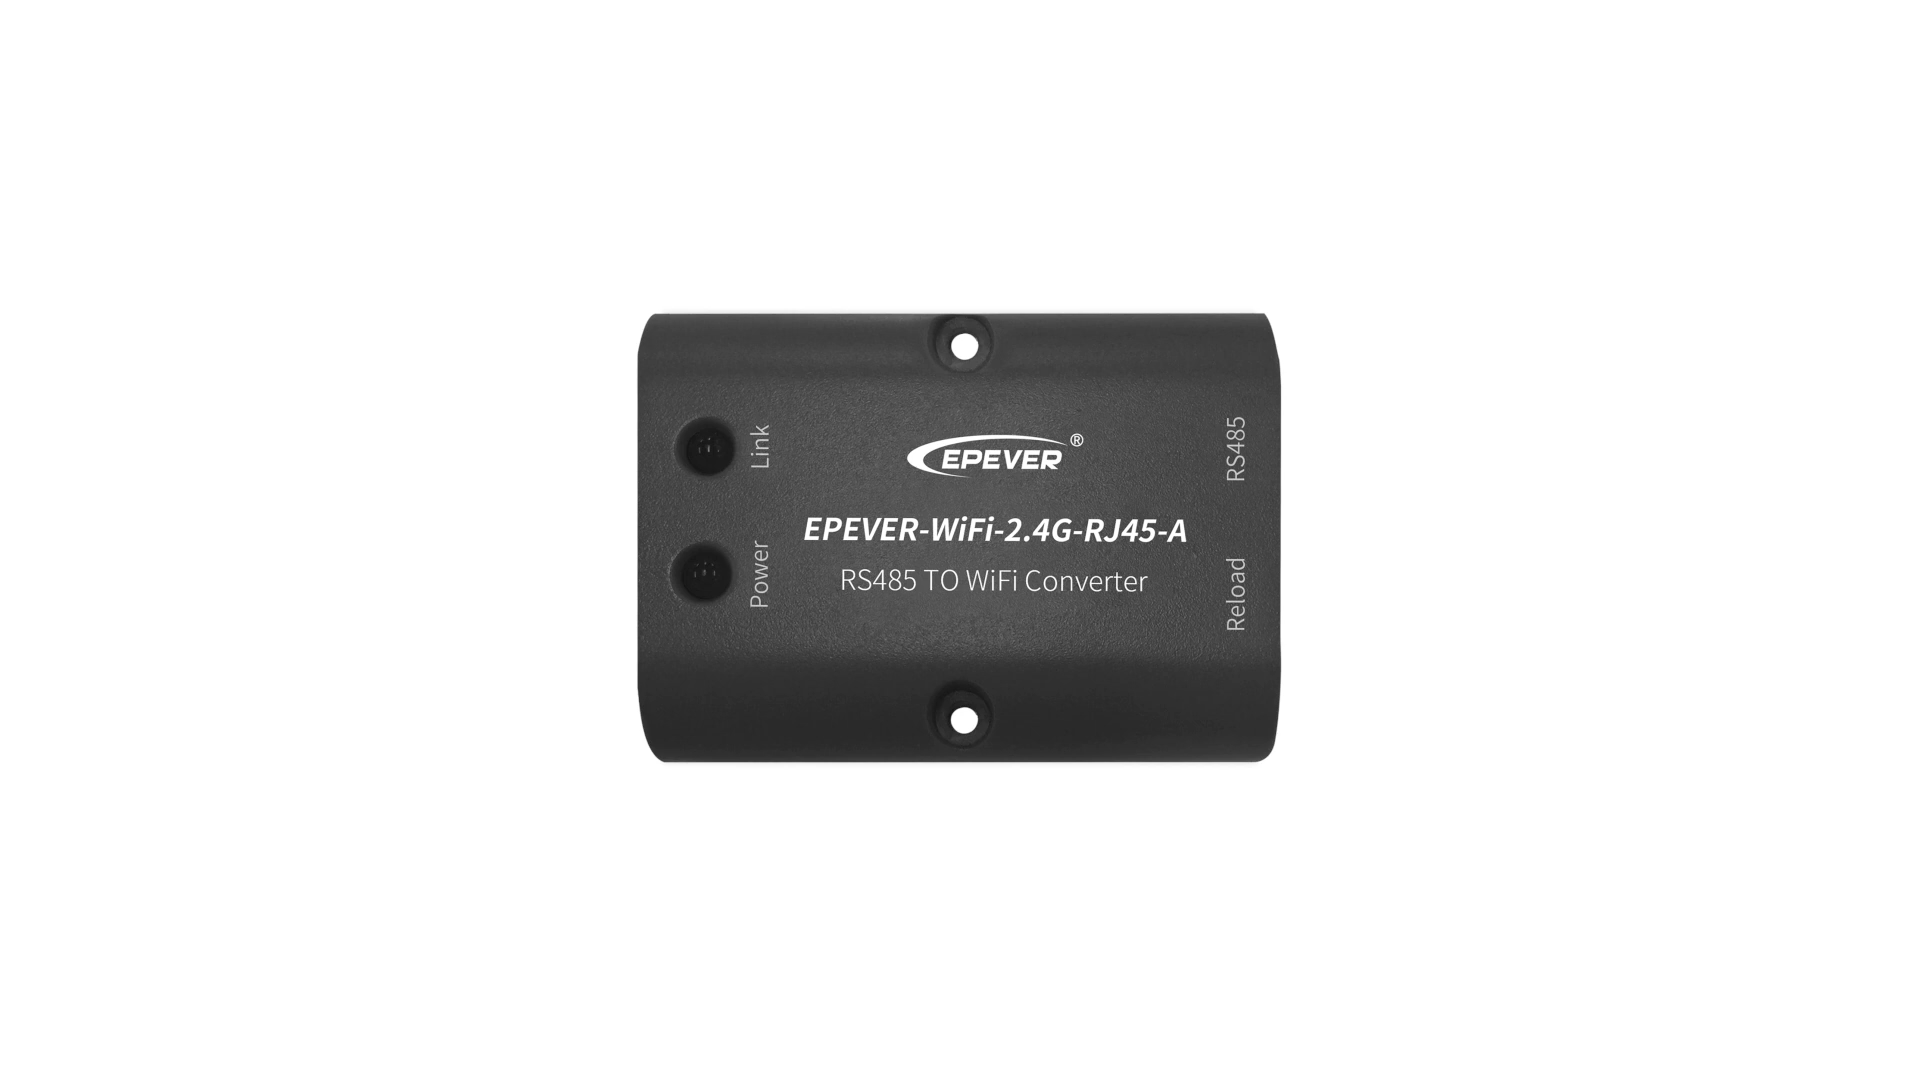 EPEVER®
EPEVER-WiFi-2.4G-RJ45-A
RS485 TO WiFi Converter
Link
Power
RS485
Reload